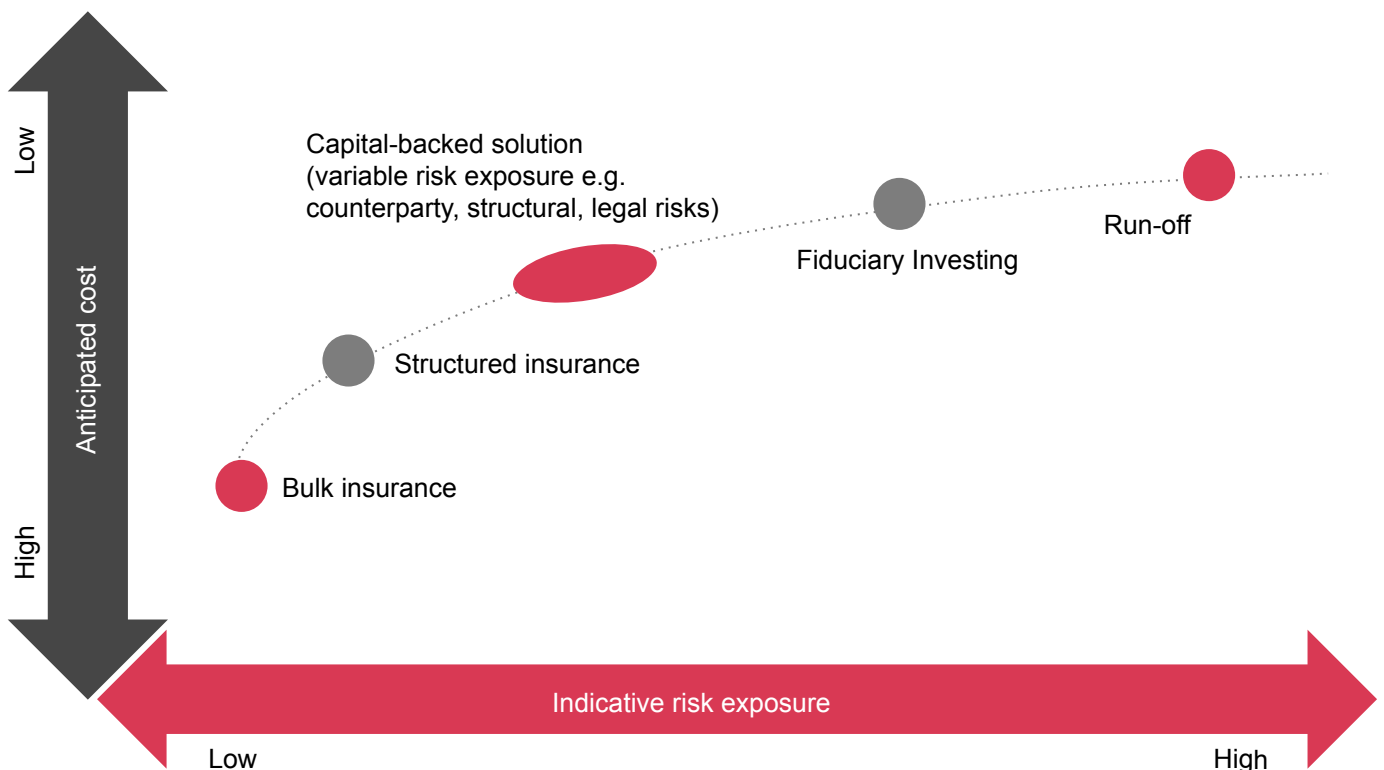 Low
Capital-backed solution
(variable risk exposure e.g.
counterparty, structural, legal risks)
Run-off
Fiduciary Investing
Anticipated cost
Structured insurance
Bulk insurance
High
Indicative risk exposure
Low
High